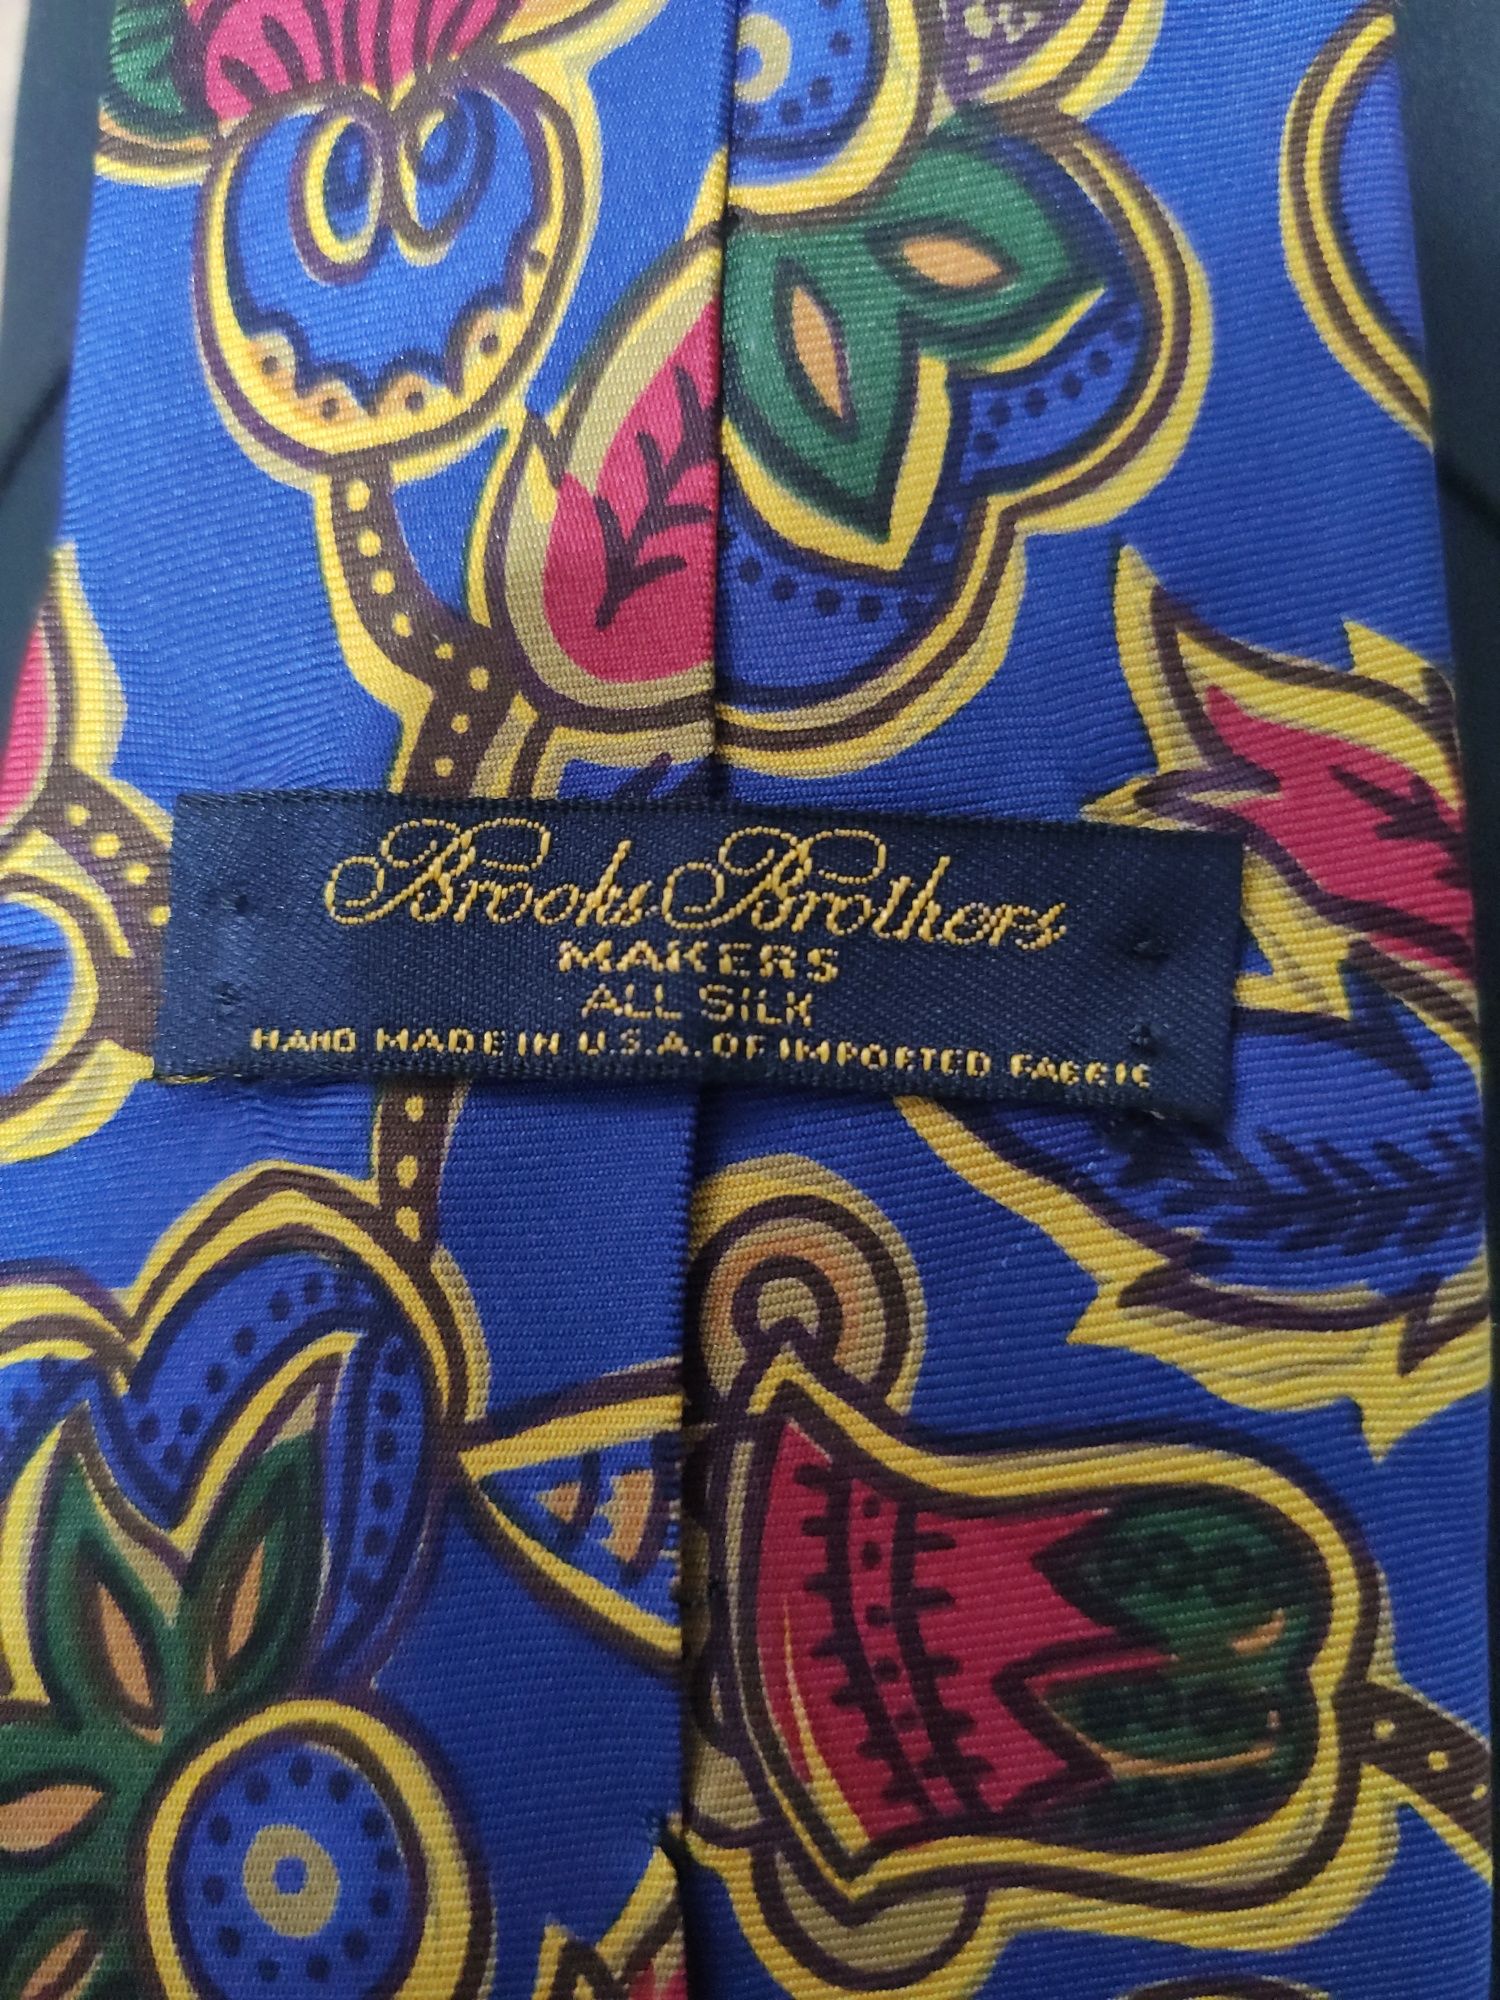 Brooks Brothers
MAKERS
ALL SILK
HAND MADE IN U.S.A. OF IMPORTED FABRIC